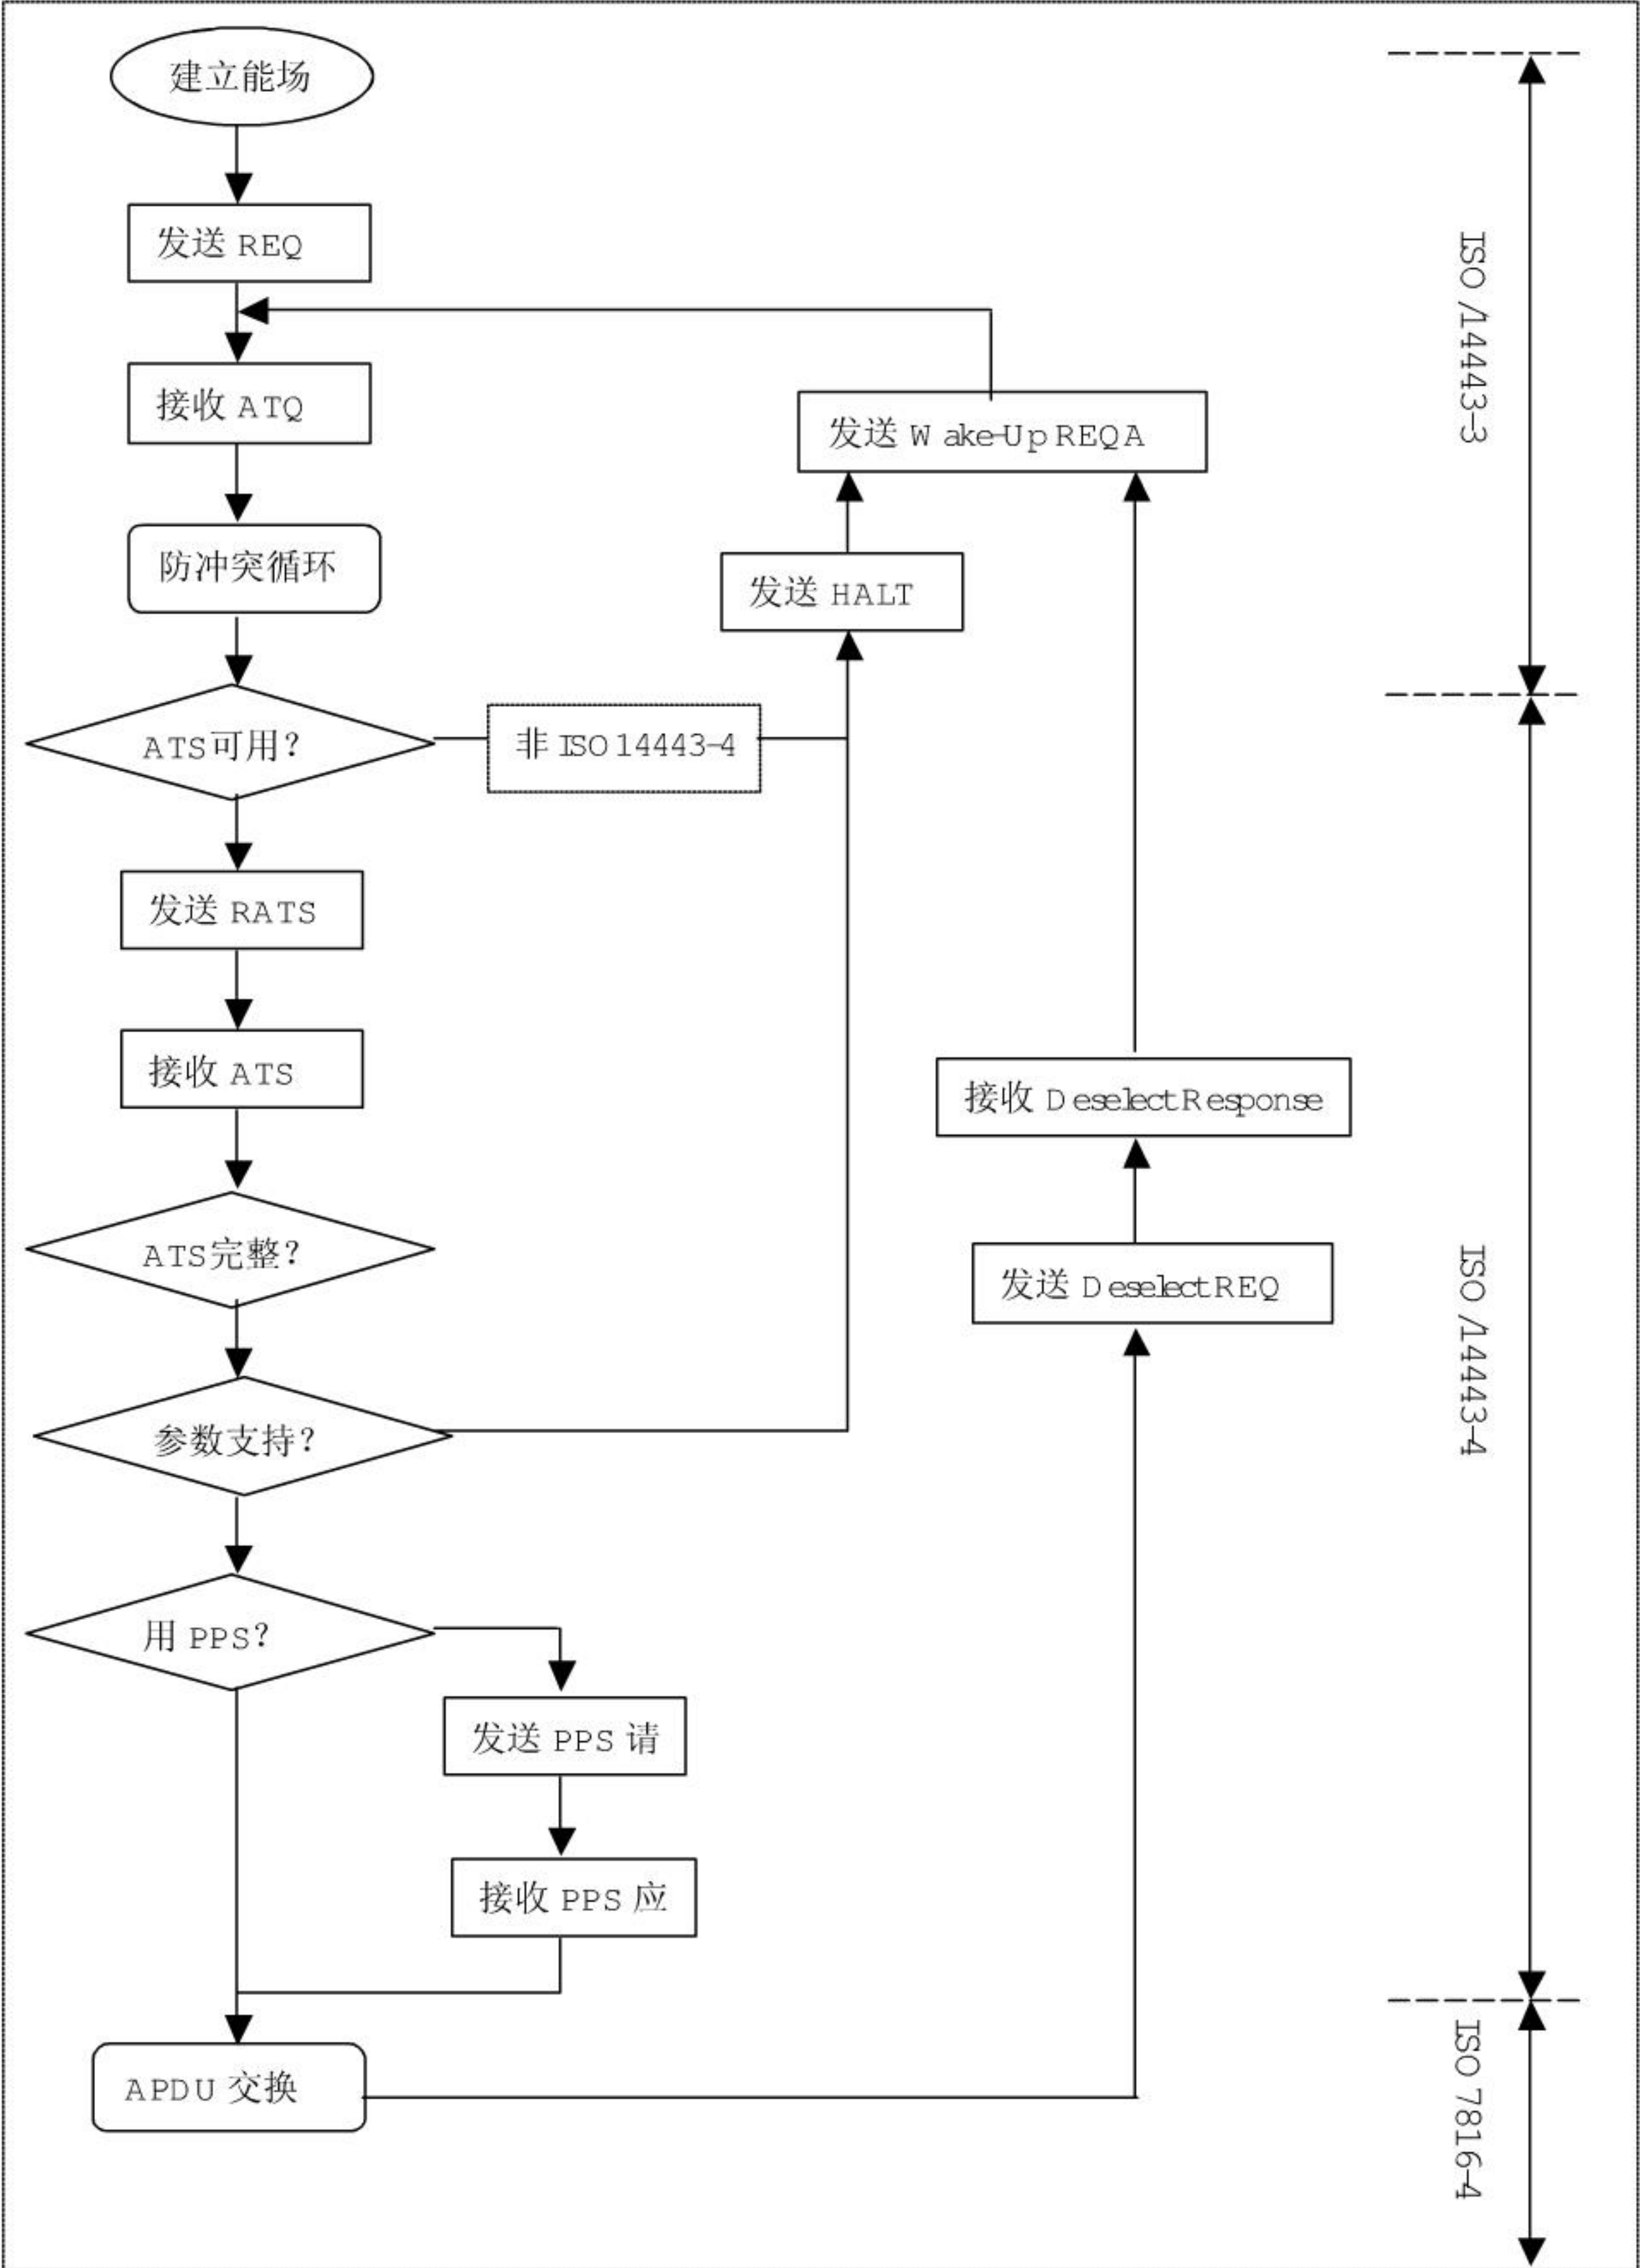 建立能场
发送 REQ
接收 ATQ
发送 Wake-Up REQA
防冲突循环
发送 HALT
ATS可用？
非 ISO 14443-4
发送 RATS
接收 ATS
接收 Deselect Response
ATS完整？
发送 Deselect REQ
参数支持？
用 PPS？
发送 PPS 请
接收 PPS 应
APDU 交换
ISO /14443-3
ISO /14443-4
ISO 7816-4